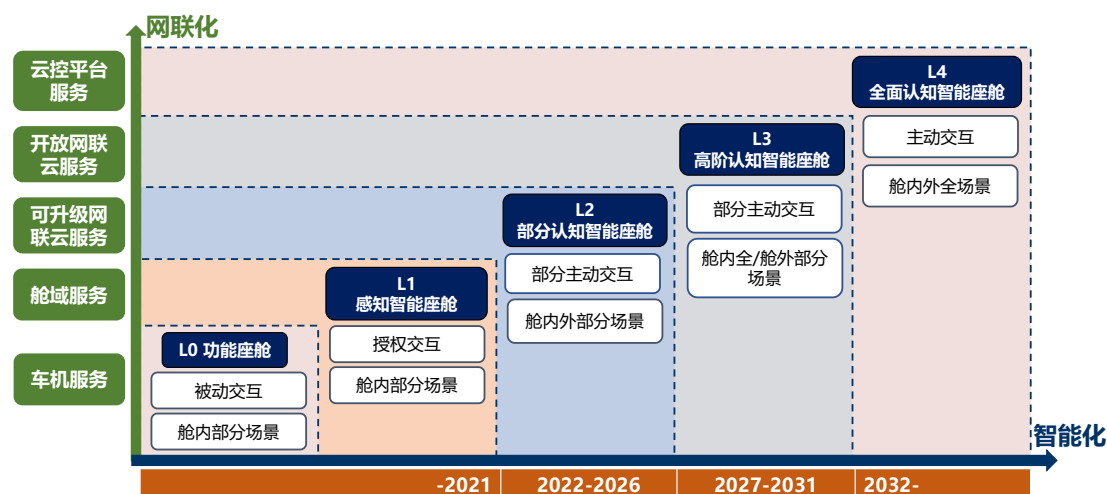 网联化
云控平台
服务
开放网联
云服务
可升级网
联云服务
舱域服务
车机服务
L4
全面认知智能座舱
主动交互
舱内外全场景
L3
高阶认知智能座舱
部分主动交互
舱内全/舱外部分
场景
L2
部分认知智能座舱
部分主动交互
舱内外部分场景
L1
感知智能座舱
授权交互
舱内部分场景
L0 功能座舱
被动交互
舱内部分场景
智能化
-2021
2022-2026
2027-2031
2032-